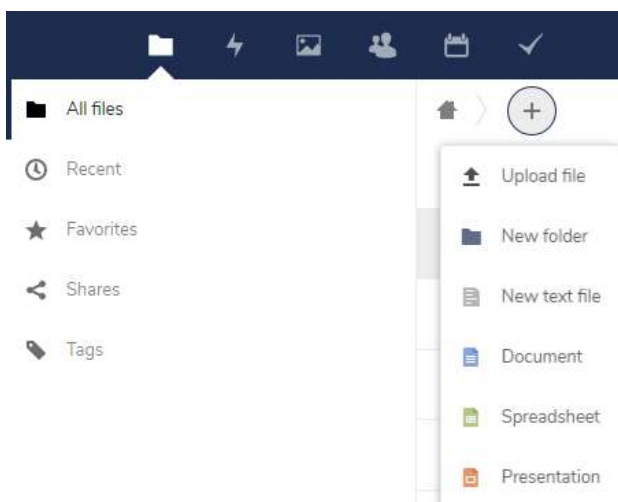 All files
Recent
Favorites
Shares
Tags
Upload file
New folder
New text file
Document
Spreadsheet
Presentation